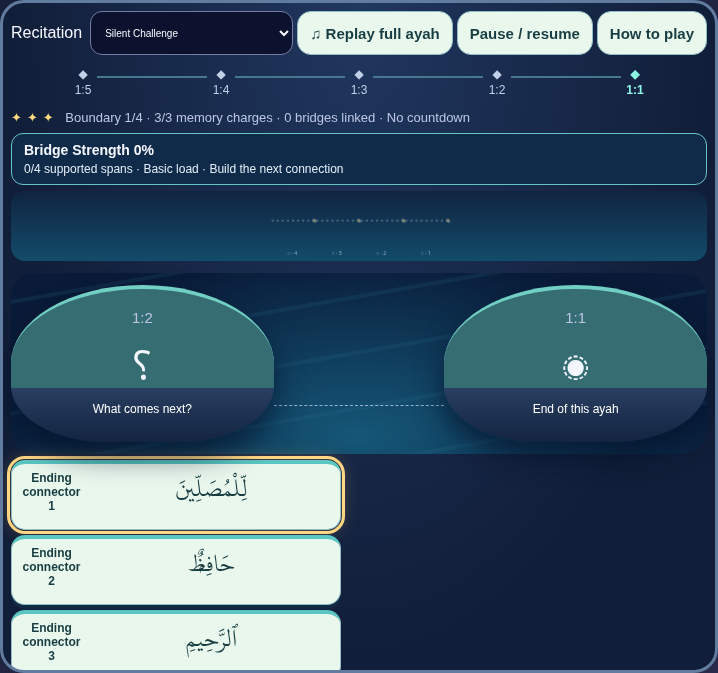 Recitation Silent Challenge ♫ Replay full ayah Pause / resume How to play
1:5 1:4 1:3 1:2 1:1
✦ ✦ ✦ Boundary 1/4 · 3/3 memory charges · 0 bridges linked · No countdown
Bridge Strength 0%
0/4 supported spans · Basic load · Build the next connection
1:2 1:1
؟
What comes next? End of this ayah
Ending connector 1 لِّلْمُصَلِّينَ
Ending connector 2 حَافِظٌ
Ending connector 3 ٱلرَّحِيمِ